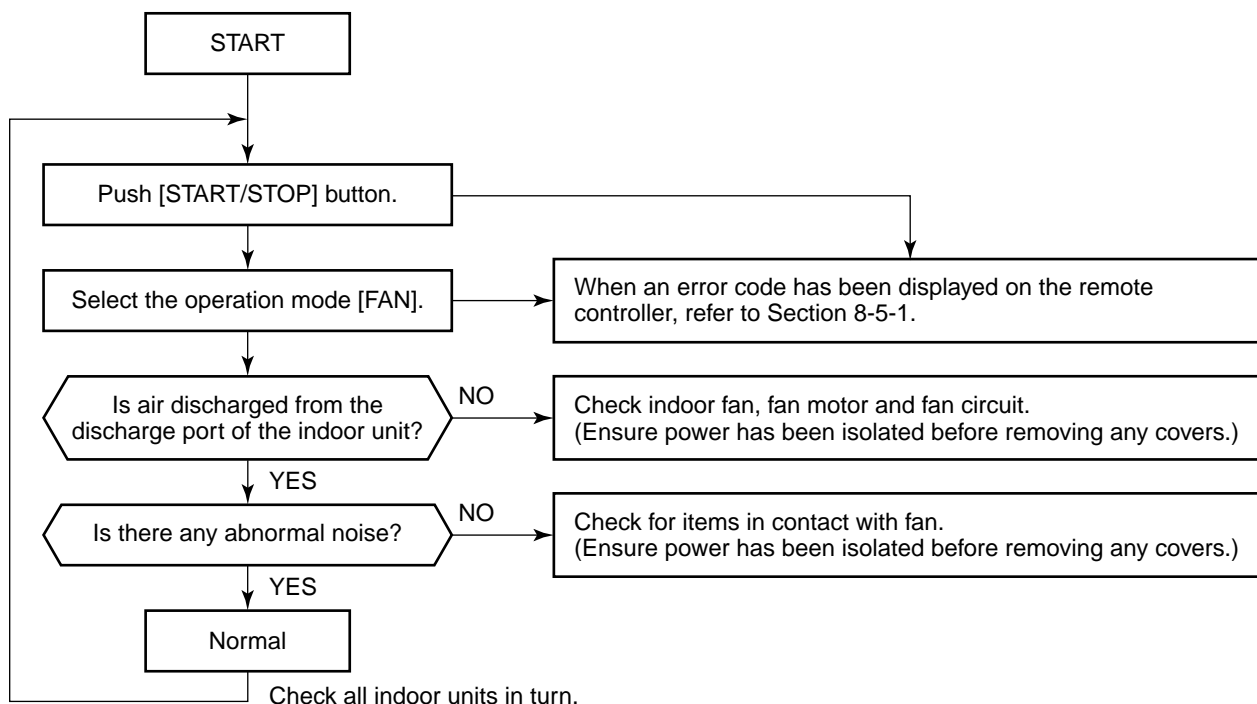 START
Push [START/STOP] button.
Select the operation mode [FAN].
When an error code has been displayed on the remote
controller, refer to Section 8-5-1.
Is air discharged from the
discharge port of the indoor unit?
NO
Check indoor fan, fan motor and fan circuit.
(Ensure power has been isolated before removing any covers.)
YES
Is there any abnormal noise?
NO
Check for items in contact with fan.
(Ensure power has been isolated before removing any covers.)
YES
Normal
Check all indoor units in turn.